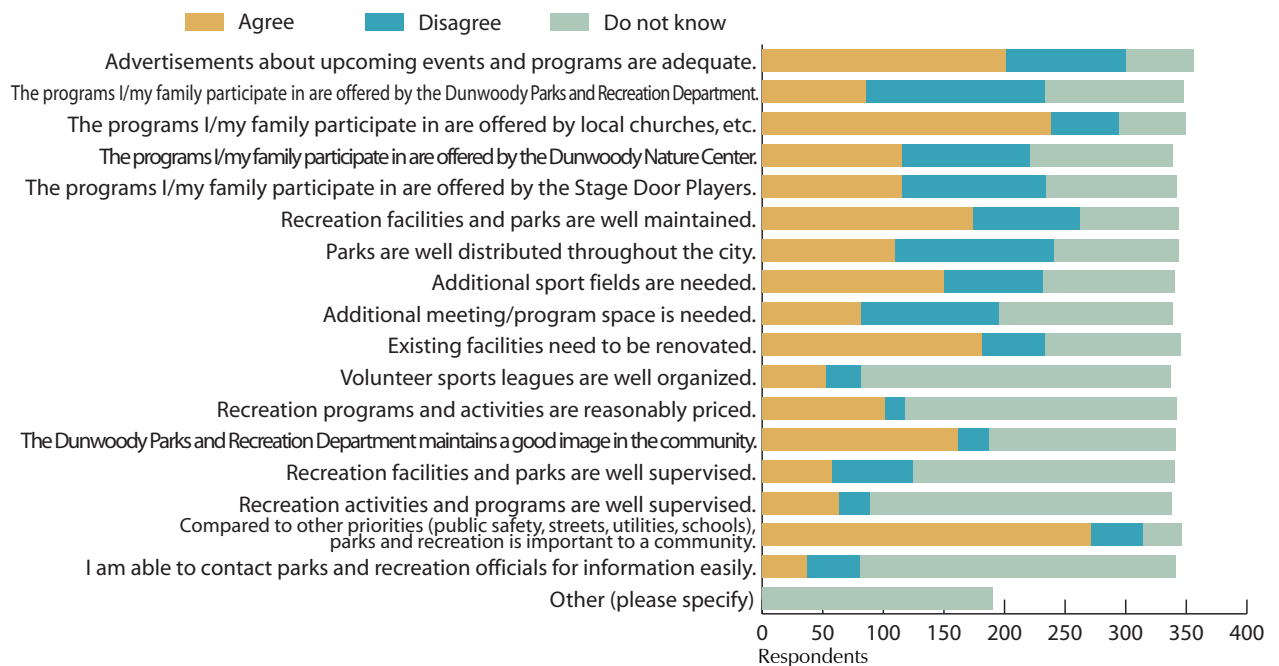 Agree Disagree Do not know
Advertisements about upcoming events and programs are adequate.
The programs I/my family participate in are offered by the Dunwoody Parks and Recreation Department.
The programs I/my family participate in are offered by local churches, etc.
The programs I/my family participate in are offered by the Dunwoody Nature Center.
The programs I/my family participate in are offered by the Stage Door Players.
Recreation facilities and parks are well maintained.
Parks are well distributed throughout the city.
Additional sport fields are needed.
Additional meeting/program space is needed.
Existing facilities need to be renovated.
Volunteer sports leagues are well organized.
Recreation programs and activities are reasonably priced.
The Dunwoody Parks and Recreation Department maintains a good image in the community.
Recreation facilities and parks are well supervised.
Recreation activities and programs are well supervised.
Compared to other priorities (public safety, streets, utilities, schools),
parks and recreation is important to a community.
I am able to contact parks and recreation officials for information easily.
Other (please specify)
0 50 100 150 200 250 300 350 400
Respondents